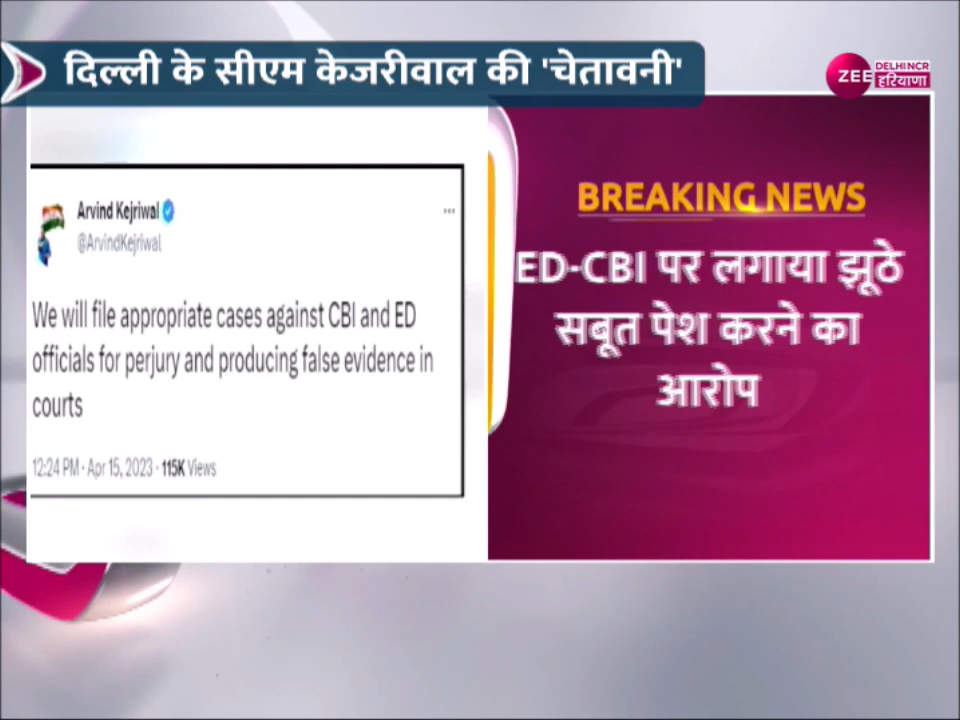 दिल्ली के सीएम केजरीवाल की 'चेतावनी'
ZEE DELHI NCR
हरियाणा
Arvind Kejriwal
@ArvindKejriwal
We will file appropriate cases against CBI and ED
officials for perjury and producing false evidence in
courts
12:24 PM · Apr 15, 2023 · 115K Views
BREAKING NEWS
ED-CBI पर लगाया झूठे
सबूत पेश करने का
आरोप